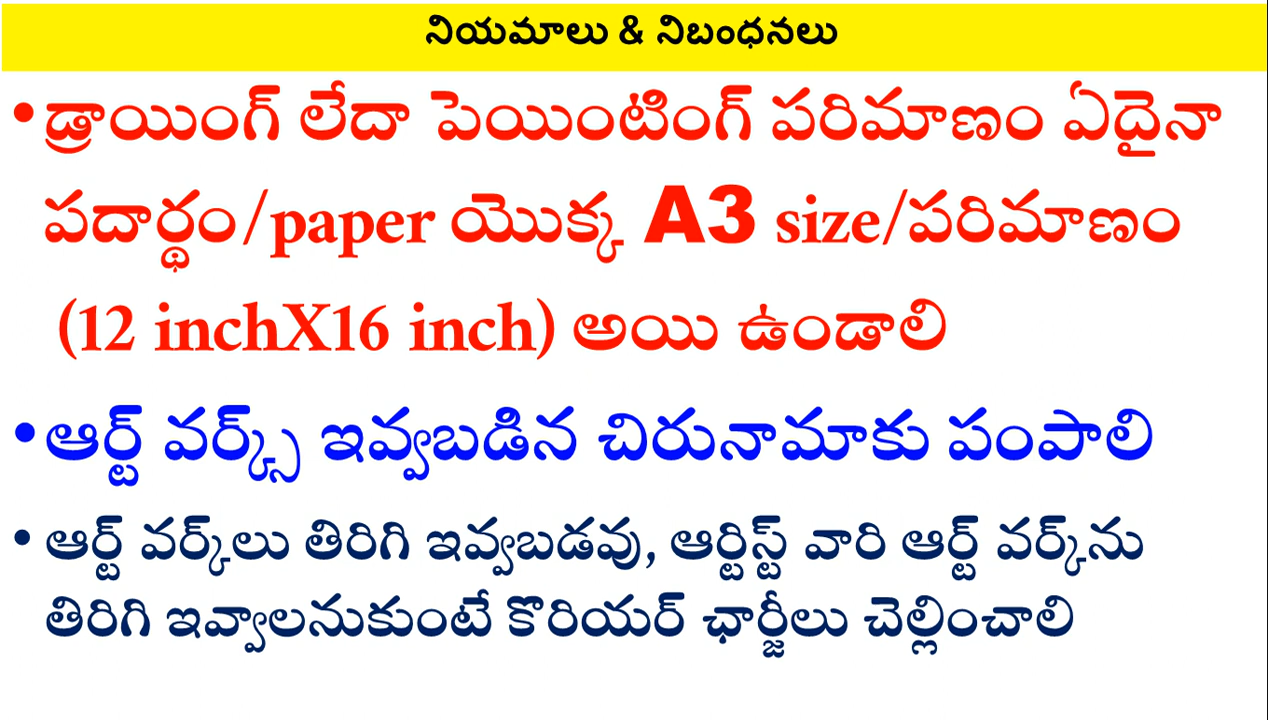 నియమాలు & నిబంధనలు
•డ్రాయింగ్ లేదా పెయింటింగ్ పరిమాణం ఏదైనా
పదార్థం/paper యొక్క A3 size/పరిమాణం
(12 inchX16 inch) అయి ఉండాలి
•ఆర్ట్ వర్క్స్ ఇవ్వబడిన చిరునామాకు పంపాలి
• ఆర్ట్ వర్క్‌లు తిరిగి ఇవ్వబడవు, ఆర్టిస్ట్ వారి ఆర్ట్ వర్క్‌ను
తిరిగి ఇవ్వాలనుకుంటే కొరియర్ ఛార్జీలు చెల్లించాలి